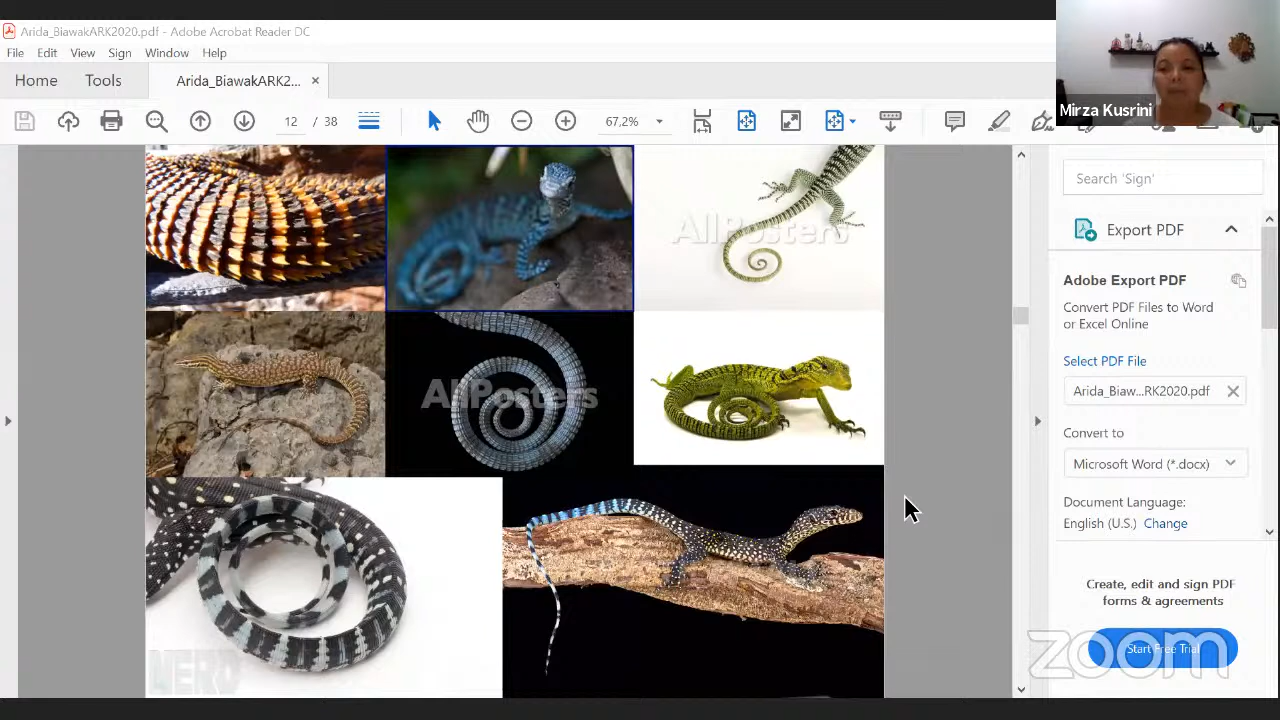 Arida_BiawakARK2020.pdf - Adobe Acrobat Reader DC
File Edit View Sign Window Help
Home Tools Arida_BiawakARK2... ×
12 / 38 67,2%
Mirza Kusrini
Search 'Sign'
Export PDF
Adobe Export PDF
Convert PDF Files to Word
or Excel Online
Select PDF File
Arida_Biaw...RK2020.pdf
Convert to
Microsoft Word (*.docx)
Document Language:
English (U.S.) Change
Create, edit and sign PDF
forms & agreements
Start Free Trial
zoom
AllPosters
AllPosters
NERD